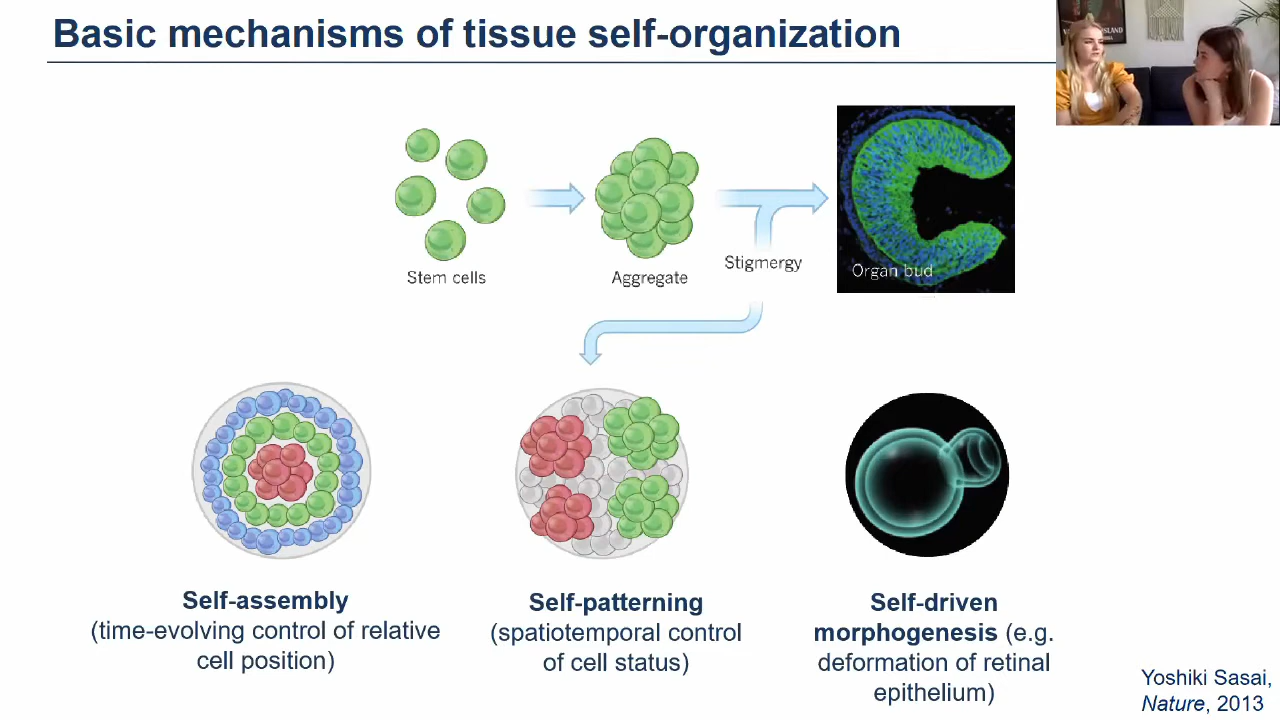 Basic mechanisms of tissue self-organization
Stem cells
Aggregate
Stigmergy
Organ bud
Self-assembly
(time-evolving control of relative
cell position)
Self-patterning
(spatiotemporal control
of cell status)
Self-driven
morphogenesis (e.g.
deformation of retinal
epithelium)
Yoshiki Sasai,
Nature, 2013